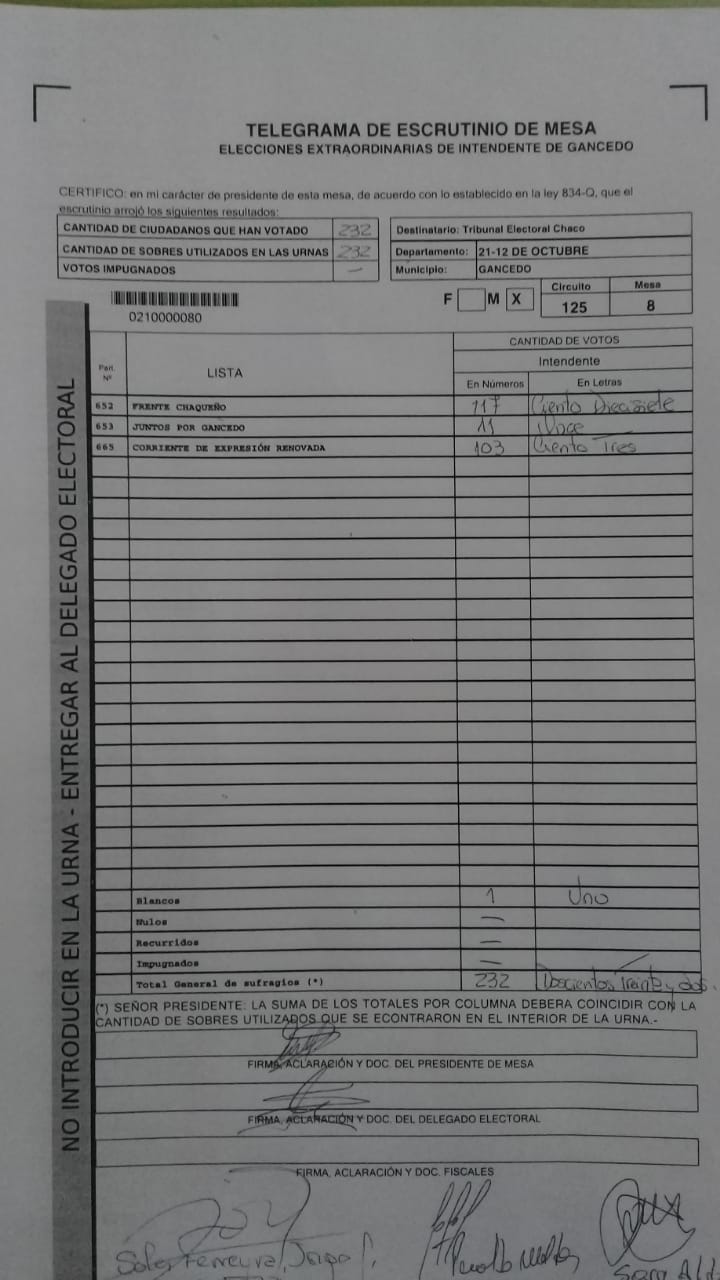 TELEGRAMA DE ESCRUTINIO DE MESA
ELECCIONES EXTRAORDINARIAS DE INTENDENTE DE GANCEDO
CERTIFICO: en mi carácter de presidente de esta mesa, de acuerdo con lo establecido en la ley 834-Q, que el
escrutinio arrojó los siguientes resultados:
CANTIDAD DE CIUDADANOS QUE HAN VOTADO 232
CANTIDAD DE SOBRES UTILIZADOS EN LAS URNAS 232
VOTOS IMPUGNADOS —
Destinatario: Tribunal Electoral Chaco
Departamento: 21-12 DE OCTUBRE
Municipio: GANCEDO
0210000080
F M X
Circuito Mesa
125 8
CANTIDAD DE VOTOS
Part. Nº LISTA Intendente
En Números En Letras
652 FRENTE CHAQUEÑO 117 Ciento Diecisiete
653 JUNTOS POR GANCEDO 11 Once
665 CORRIENTE DE EXPRESIÓN RENOVADA 103 Ciento Tres
Blancos 1 Uno
Nulos —
Recurridos —
Impugnados —
Total General de sufragios (*) 232 Doscientos Treinta y dos.
(*) SEÑOR PRESIDENTE: LA SUMA DE LOS TOTALES POR COLUMNA DEBERA COINCIDIR CON LA
CANTIDAD DE SOBRES UTILIZADOS QUE SE ECONTRARON EN EL INTERIOR DE LA URNA.-
FIRMA, ACLARACIÓN Y DOC. DEL PRESIDENTE DE MESA
FIRMA, ACLARACIÓN Y DOC. DEL DELEGADO ELECTORAL
FIRMA, ACLARACIÓN Y DOC. FISCALES
NO INTRODUCIR EN LA URNA - ENTREGAR AL DELEGADO ELECTORAL